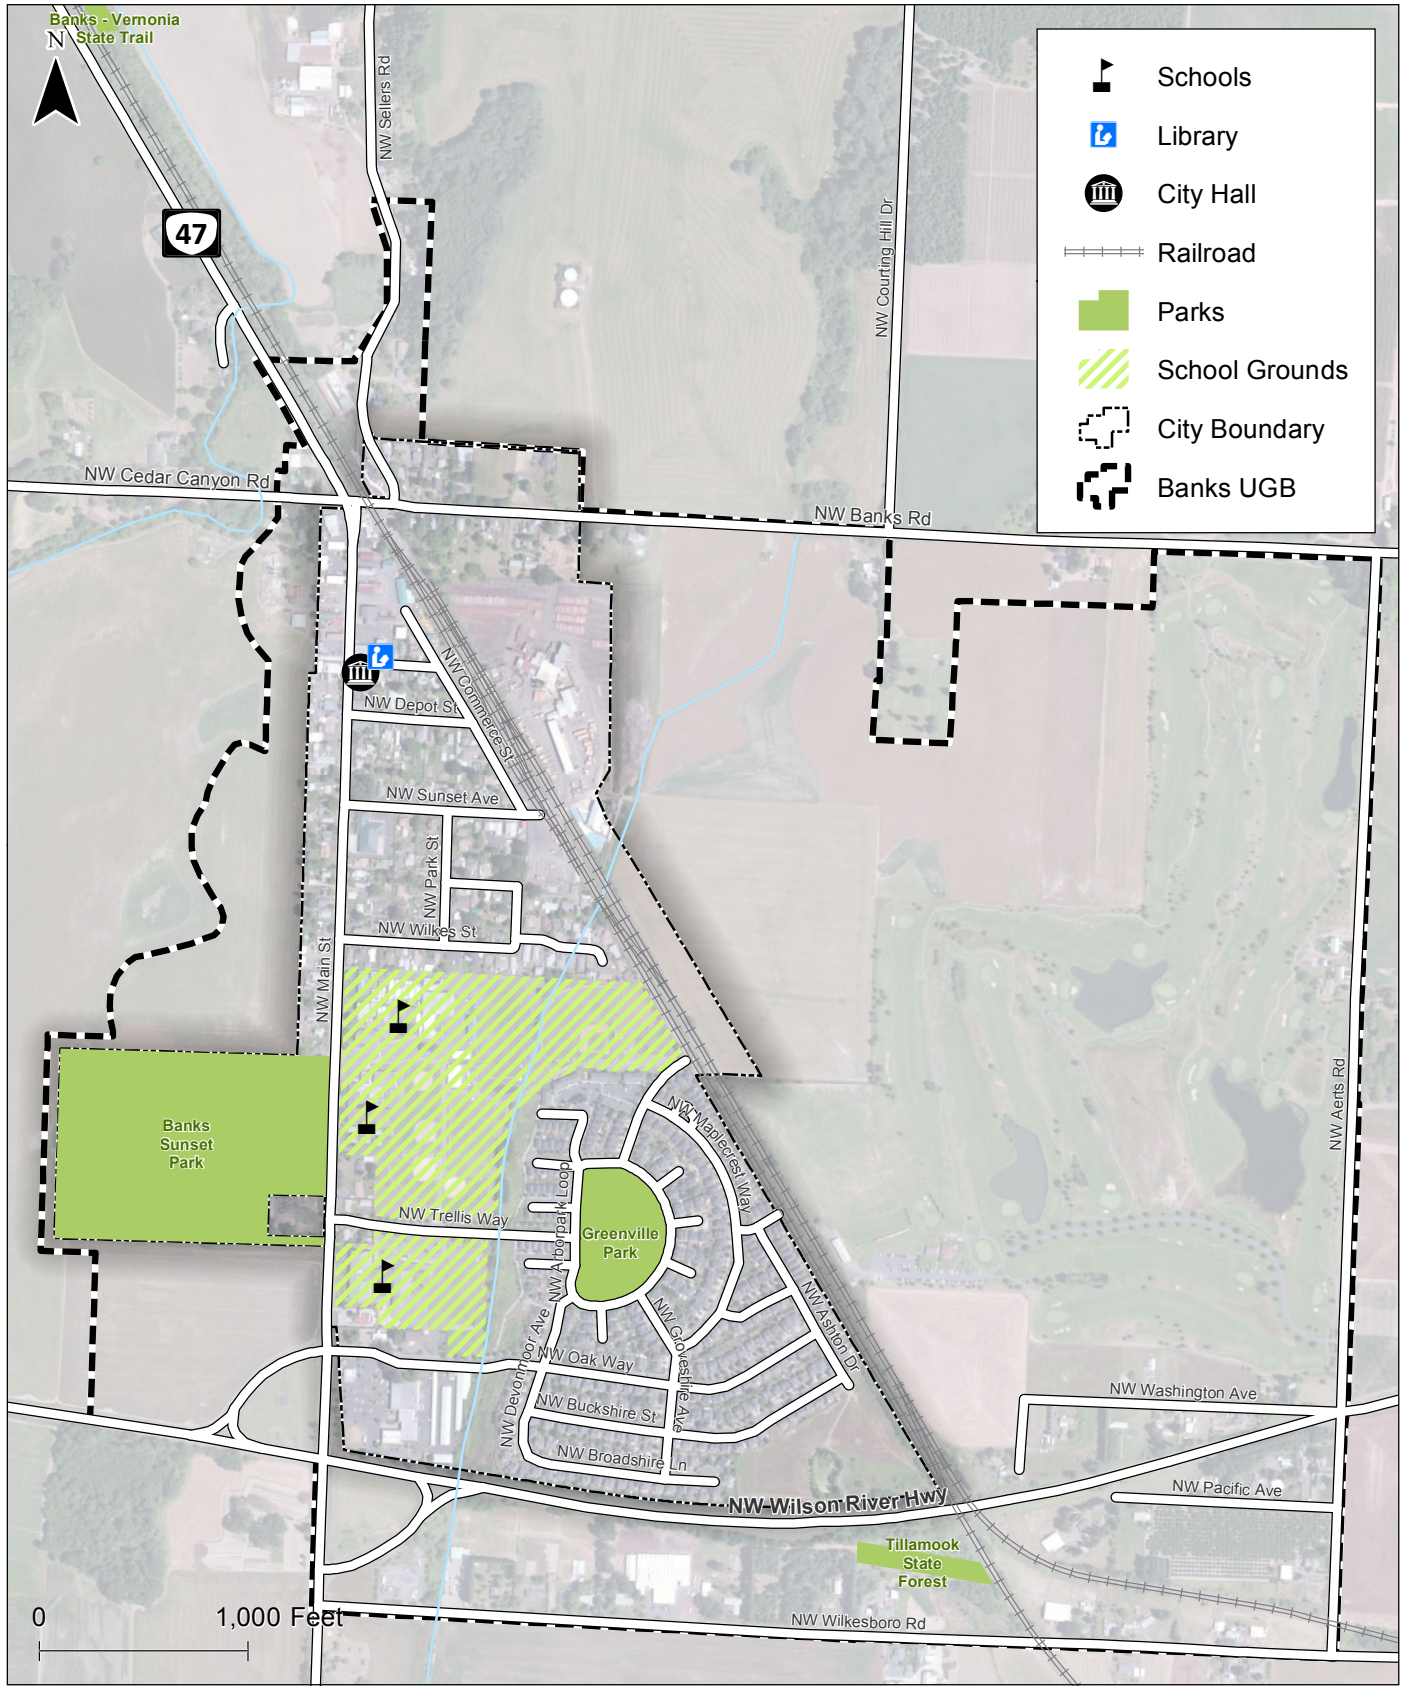 Banks - Vernonia
State Trail
N
47
NW Sellers Rd
NW Courting Hill Dr
Schools
Library
City Hall
Railroad
Parks
School Grounds
City Boundary
Banks UGB
NW Cedar Canyon Rd
NW Banks Rd
NW Commerce St
NW Depot St
NW Sunset Ave
NW Park St
NW Wilkes St
NW Main St
NW Aerts Rd
Banks
Sunset
Park
NW Maplecrest Way
NW Arborpark Loop
NW Trellis Way
Greenville
Park
NW Ashton Dr
NW Groveshire Ave
NW Devonmoor Ave
NW Oak Way
NW Buckshire St
NW Broadshire Ln
NW Washington Ave
NW Pacific Ave
NW Wilson River Hwy
Tillamook
State
Forest
0 1,000 Feet
NW Wilkesboro Rd